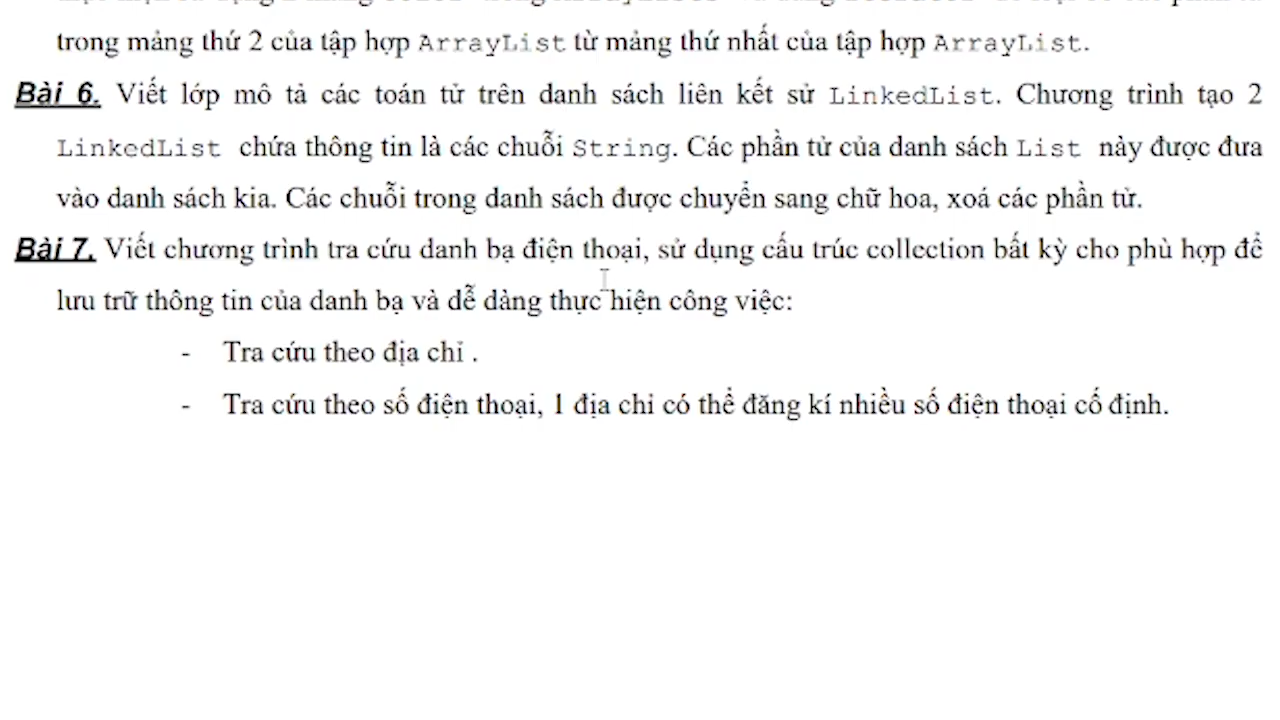 trong mảng thứ 2 của tập hợp ArrayList từ mảng thứ nhất của tập hợp ArrayList.
Bài 6. Viết lớp mô tả các toán tử trên danh sách liên kết sử LinkedList. Chương trình tạo 2
LinkedList chứa thông tin là các chuỗi String. Các phần tử của danh sách List này được đưa
vào danh sách kia. Các chuỗi trong danh sách được chuyển sang chữ hoa, xoá các phần tử.
Bài 7. Viết chương trình tra cứu danh bạ điện thoại, sử dụng cấu trúc collection bất kỳ cho phù hợp để
lưu trữ thông tin của danh bạ và dễ dàng thực hiện công việc:
- Tra cứu theo địa chỉ .
- Tra cứu theo số điện thoại, 1 địa chỉ có thể đăng kí nhiều số điện thoại cố định.